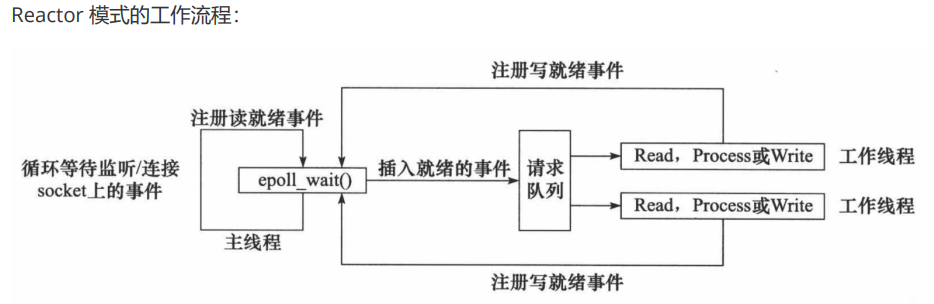 Reactor 模式的工作流程：
注册写就绪事件
注册读就绪事件
循环等待监听/连接
socket上的事件
epoll_wait()
插入就绪的事件
请求
队列
Read，Process或Write
工作线程
Read，Process或Write
工作线程
主线程
注册写就绪事件